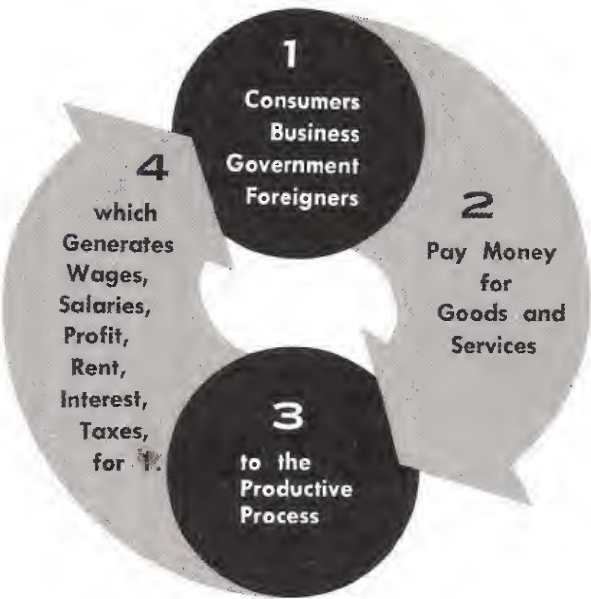 1
Consumers
Business
Government
Foreigners
2
Pay Money
for
Goods and
Services
3
to the
Productive
Process
4
which
Generates
Wages,
Salaries,
Profit,
Rent,
Interest,
Taxes,
for 1.